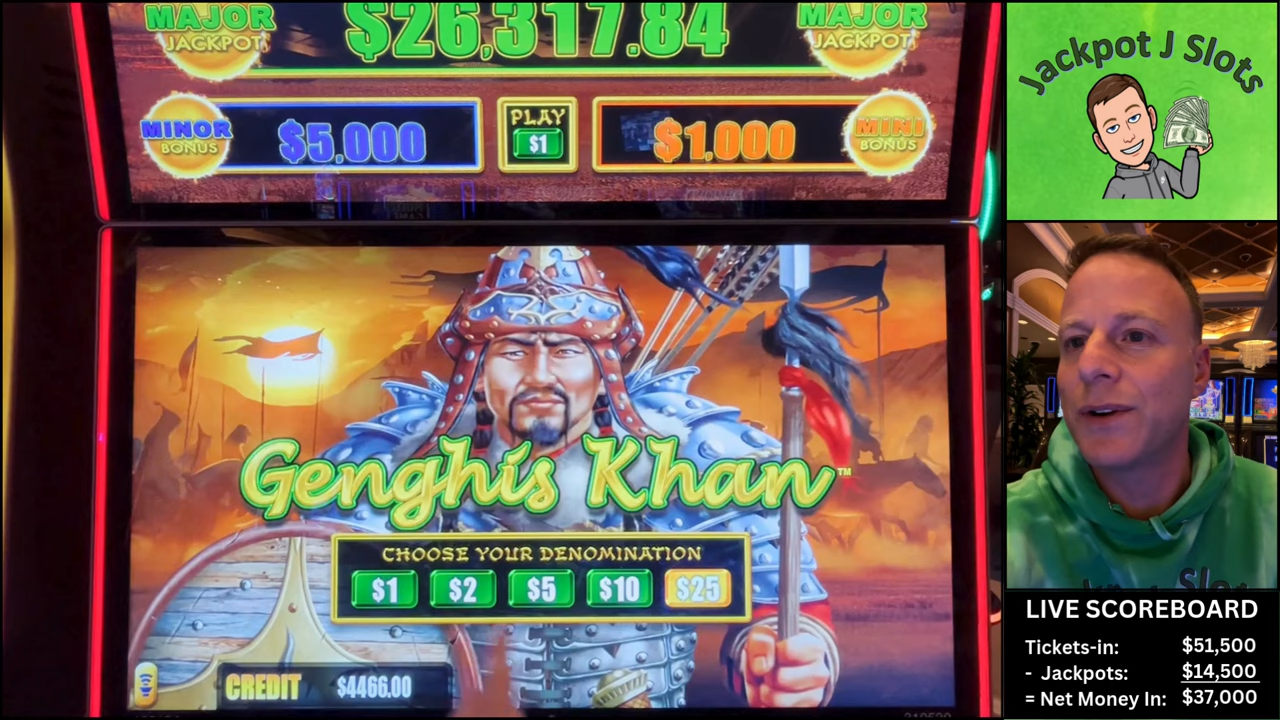 MAJOR
JACKPOT
$26,317.84
MAJOR
JACKPOT
MINOR
BONUS
$5,000
PLAY
$1
$1,000
MINI
BONUS
Genghis Khan™
CHOOSE YOUR DENOMINATION
$1 $2 $5 $10 $25
CREDIT $4466.00
Jackpot J Slots
LIVE SCOREBOARD
Tickets-in: $51,500
- Jackpots: $14,500
= Net Money In: $37,000